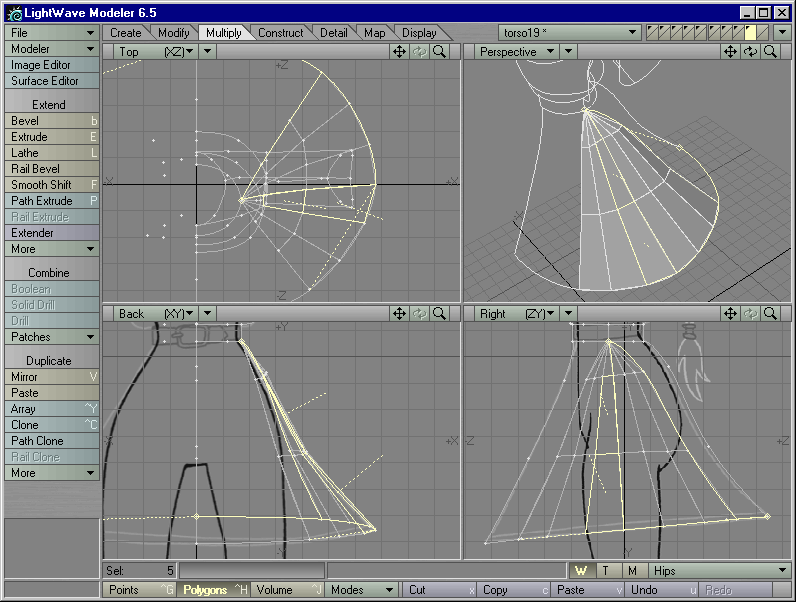 LightWave Modeler 6.5
File
Create Modify Multiply Construct Detail Map Display
torso19 *
Modeler
Top (XZ)
Perspective
Image Editor
Surface Editor
Extend
Bevel b
Extrude E
Lathe L
Rail Bevel
Smooth Shift F
Path Extrude P
Rail Extrude
Extender
More
Combine
Boolean
Solid Drill
Drill
Patches
Duplicate
Mirror V
Paste
Array ^Y
Clone ^C
Path Clone
Rail Clone
More
+Z
-X
+X
-Z
Back (XY)
Right (ZY)
+Y
+X
-Z
+Z
-Y
Sel: 5
W T M Hips
Points ^G Polygons ^H Volume ^J Modes Cut x Copy c Paste v Undo u Redo